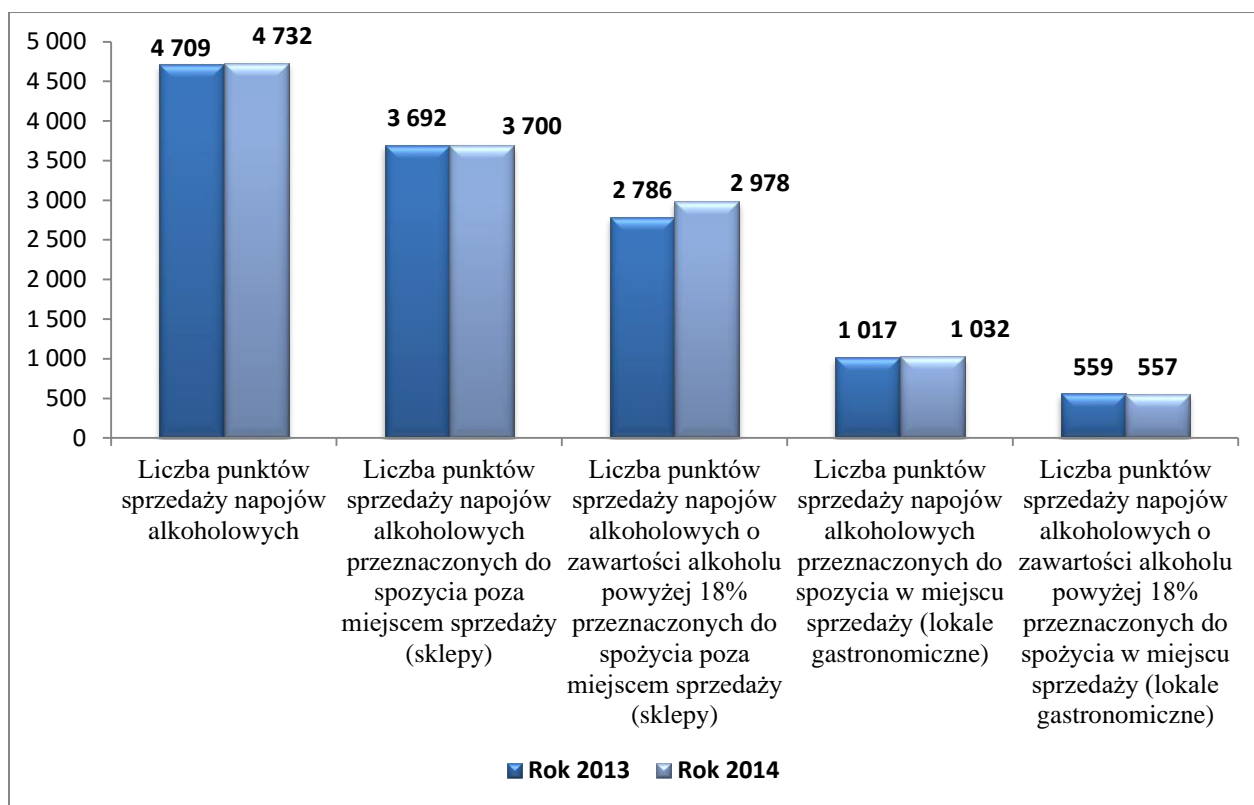 5 000
4 500
4 000
3 500
3 000
2 500
2 000
1 500
1 000
500
0
4 709
4 732
3 692
3 700
2 786
2 978
1 017
1 032
559
557
Liczba punktów
sprzedaży napojów
alkoholowych
Liczba punktów
sprzedaży napojów
alkoholowych
przeznaczonych do
spozycia poza
miejscem sprzedaży
(sklepy)
Liczba punktów
sprzedaży napojów
alkoholowych o
zawartości alkoholu
powyżej 18%
przeznaczonych do
spożycia poza
miejscem sprzedaży
(sklepy)
Liczba punktów
sprzedaży napojów
alkoholowych
przeznaczonych do
spozycia w miejscu
sprzedaży (lokale
gastronomiczne)
Liczba punktów
sprzedaży napojów
alkoholowych o
zawartości alkoholu
powyżej 18%
przeznaczonych do
spożycia w miejscu
sprzedaży (lokale
gastronomiczne)
Rok 2013
Rok 2014